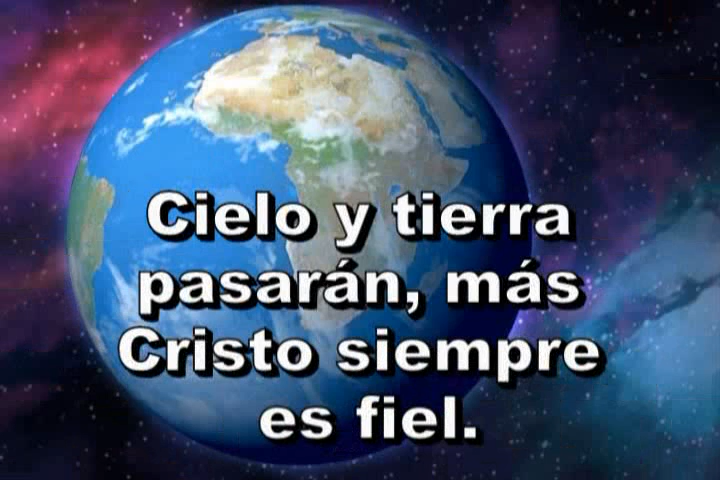 Cielo y tierra
pasarán, más
Cristo siempre
es fiel.